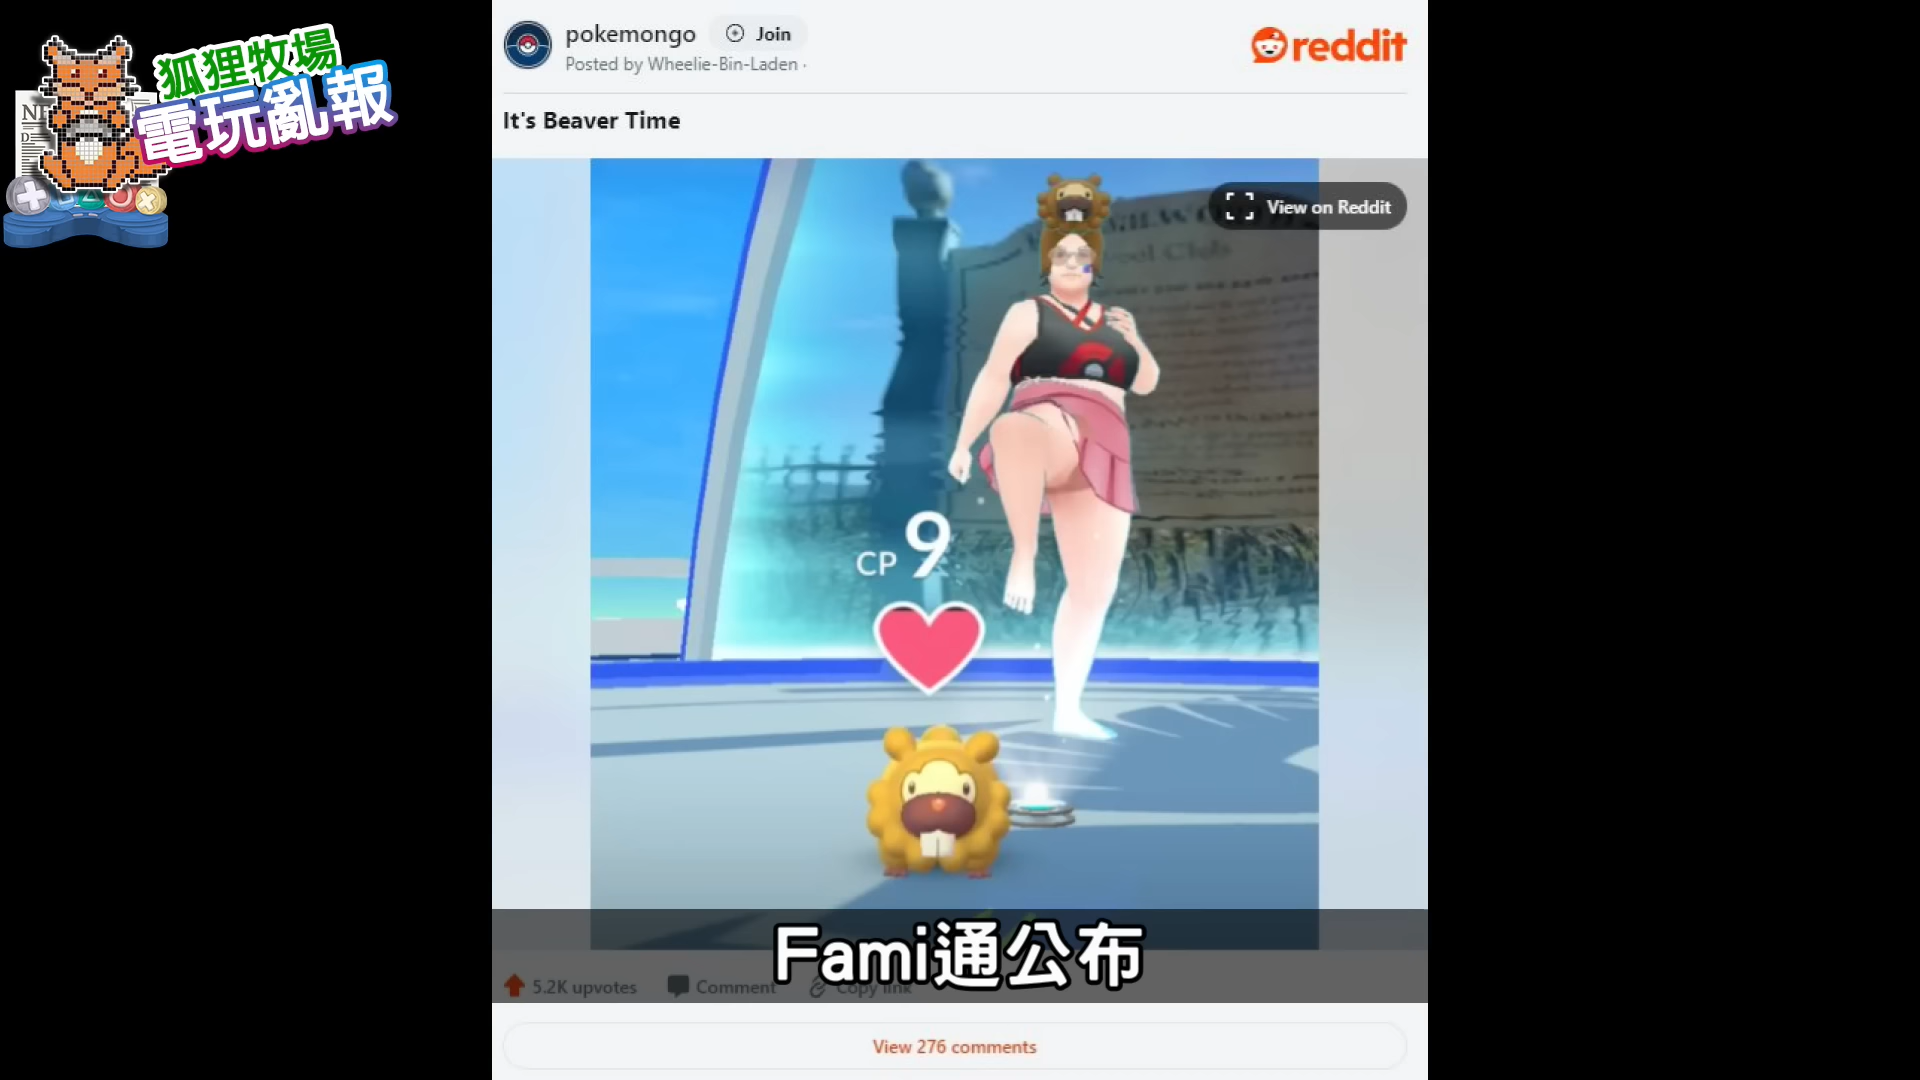 狐狸牧場
電玩亂報
pokemongo
Join
reddit
Posted by Wheelie-Bin-Laden ·
It's Beaver Time
View on Reddit
CP 9
Fami通公布
5.2K upvotes
Comment
Copy link
View 276 comments